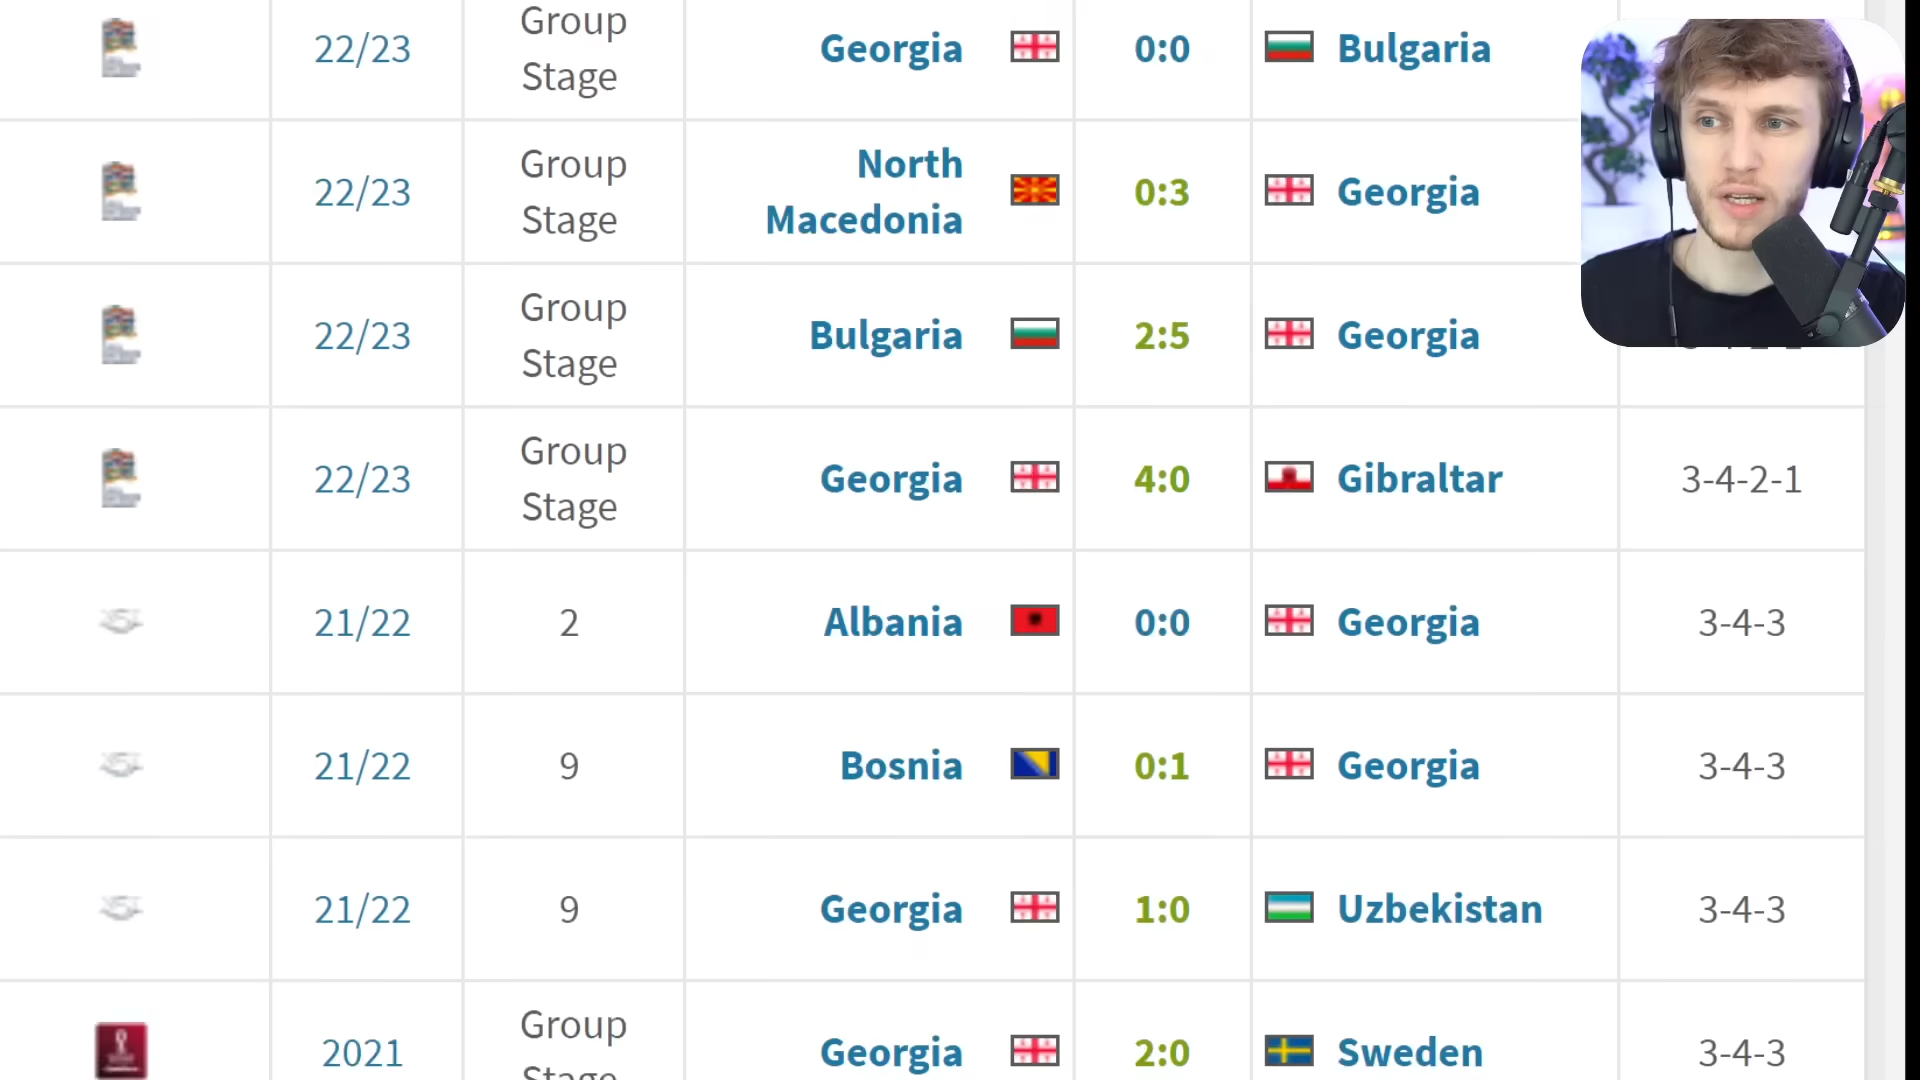 22/23 Group Stage Georgia 0:0 Bulgaria
22/23 Group Stage North Macedonia 0:3 Georgia
22/23 Group Stage Bulgaria 2:5 Georgia
22/23 Group Stage Georgia 4:0 Gibraltar 3-4-2-1
21/22 2 Albania 0:0 Georgia 3-4-3
21/22 9 Bosnia 0:1 Georgia 3-4-3
21/22 9 Georgia 1:0 Uzbekistan 3-4-3
2021 Group Stage Georgia 2:0 Sweden 3-4-3